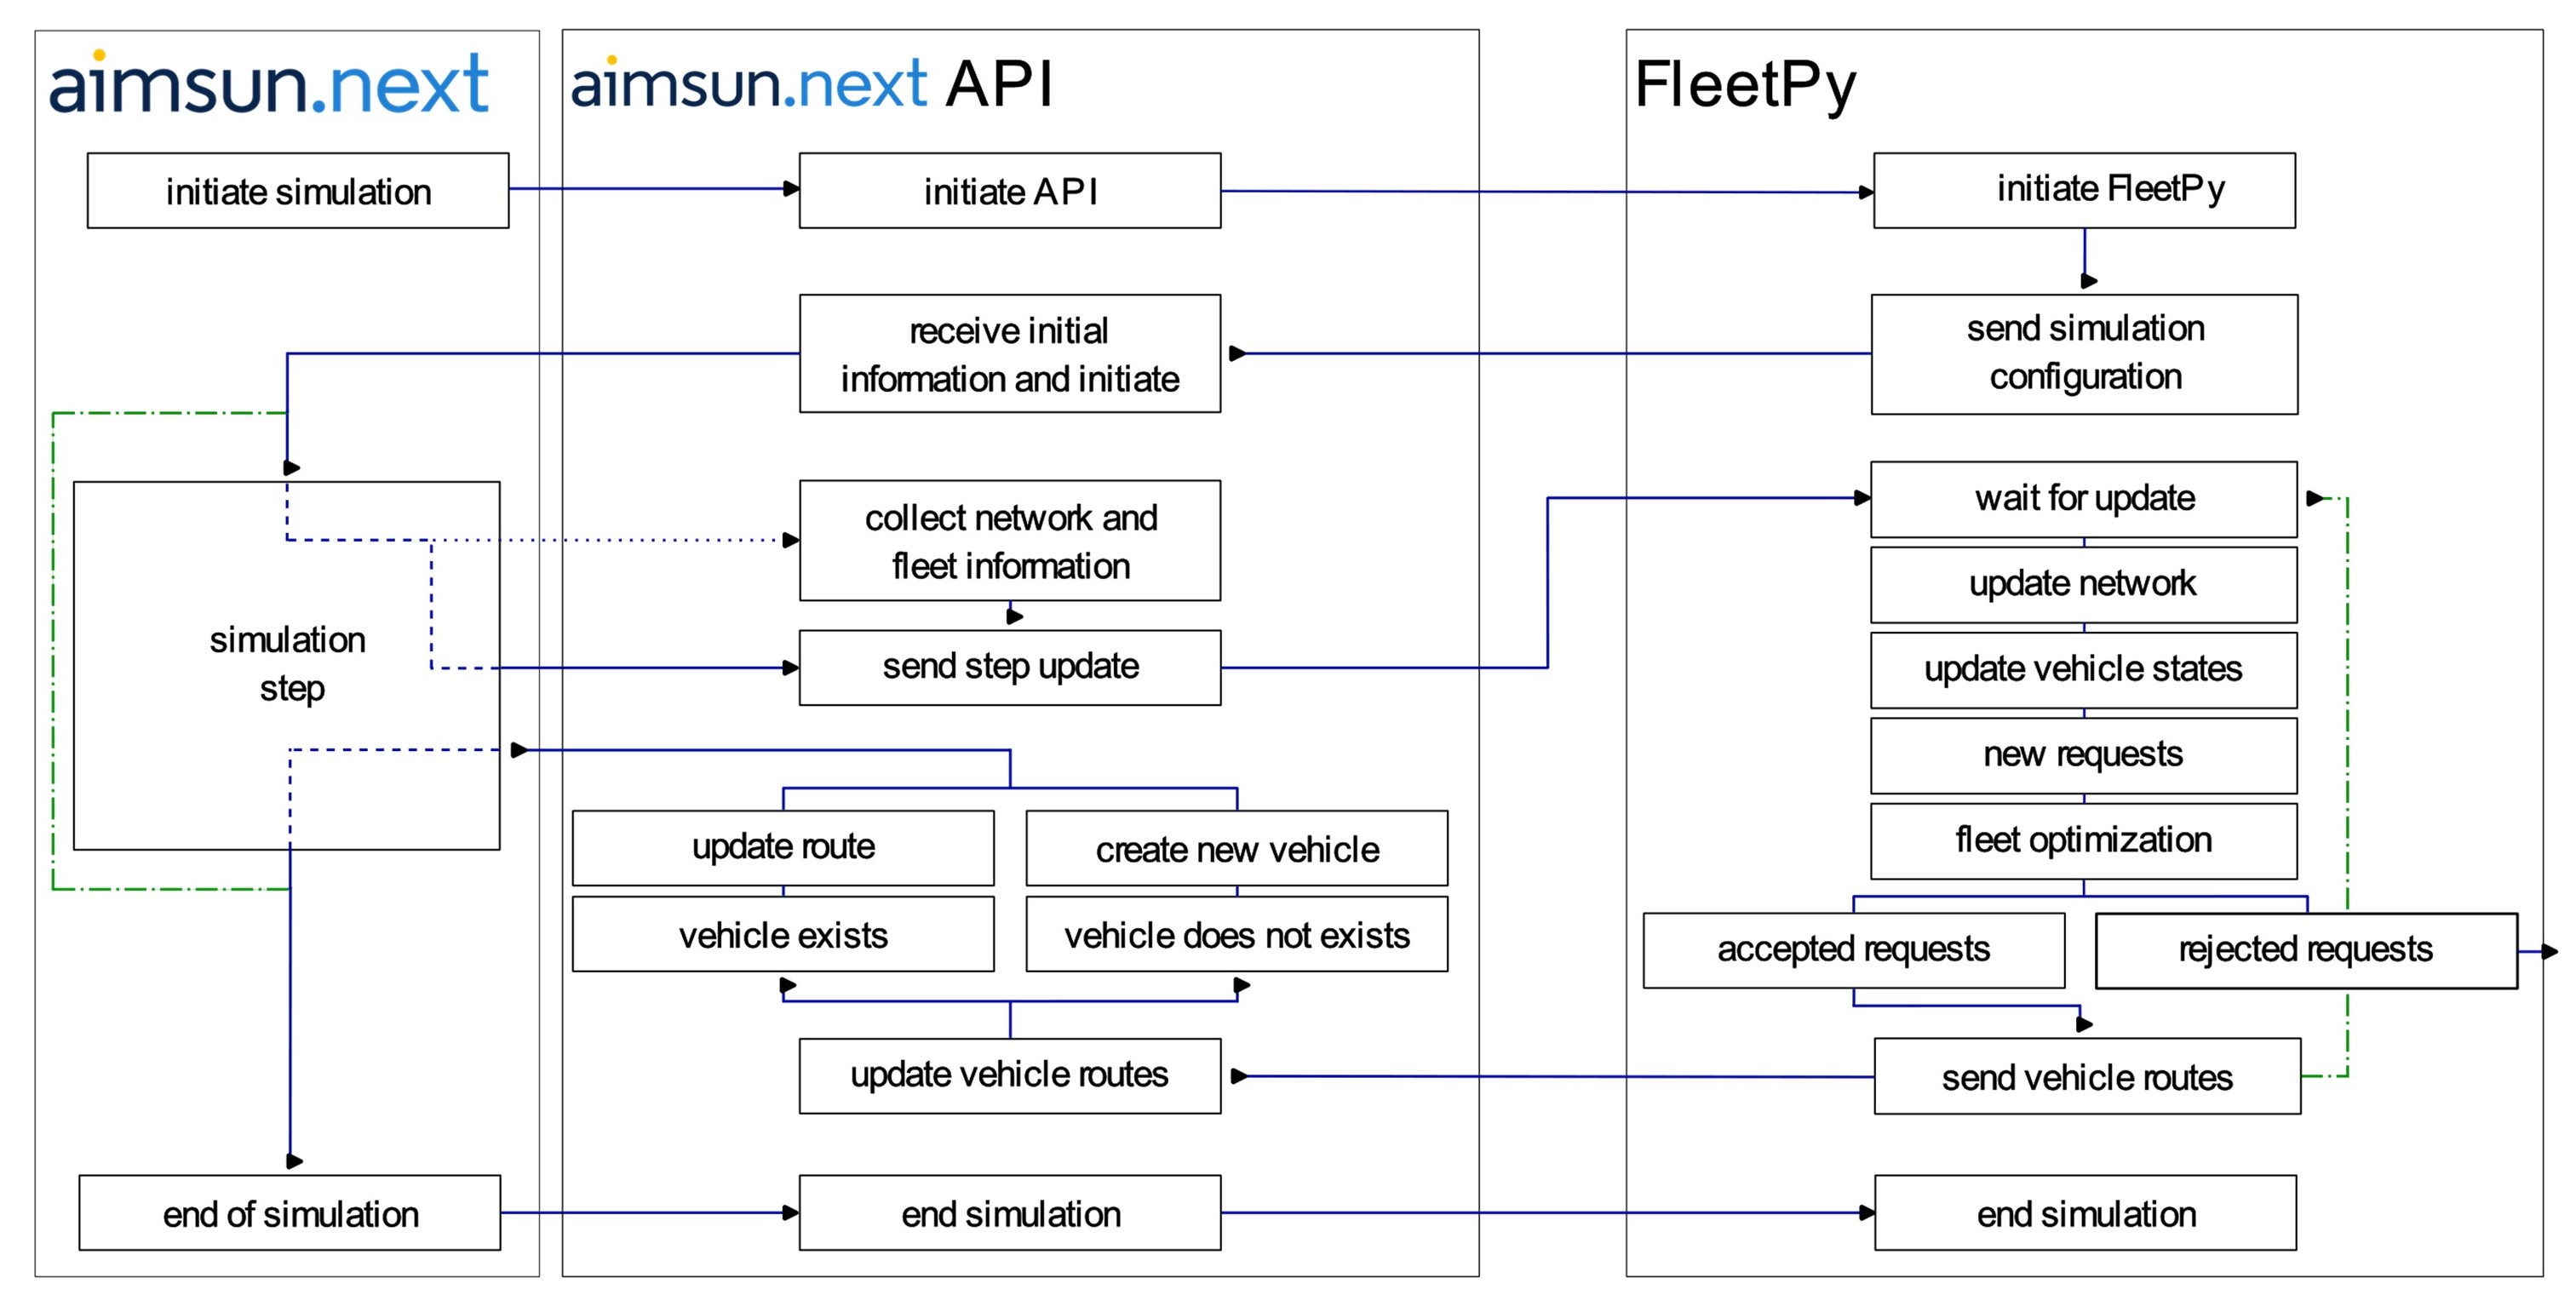 aimsun.next
initiate simulation
simulation
step
end of simulation
aimsun.next API
initiate API
receive initial
information and initiate
collect network and
fleet information
send step update
update route
create new vehicle
vehicle exists
vehicle does not exists
update vehicle routes
end simulation
FleetPy
initiate FleetPy
send simulation
configuration
wait for update
update network
update vehicle states
new requests
fleet optimization
accepted requests
rejected requests
send vehicle routes
end simulation